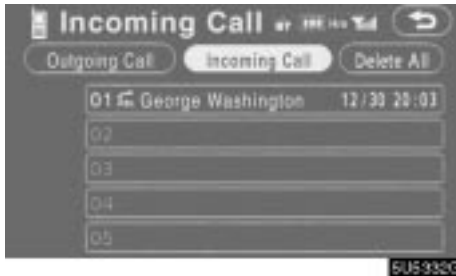 Incoming Call
Outgoing Call Incoming Call Delete All
01 George Washington 12/30 20:03
02
03
04
05
5U5332G